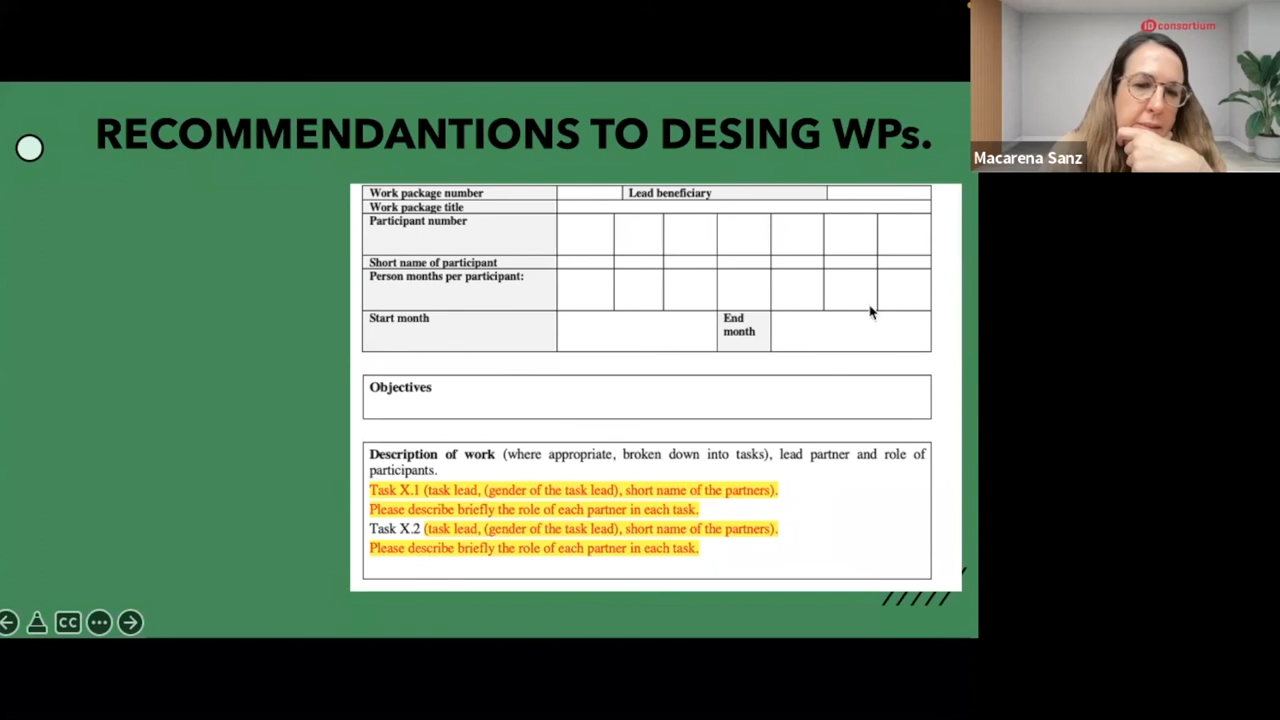 RECOMMENDANTIONS TO DESING WPs.
iD consortium
Macarena Sanz
Work package number Lead beneficiary
Work package title
Participant number
Short name of participant
Person months per participant:
Start month End
month
Objectives
Description of work (where appropriate, broken down into tasks), lead partner and role of
participants.
Task X.1 (task lead, (gender of the task lead), short name of the partners).
Please describe briefly the role of each partner in each task.
Task X.2 (task lead, (gender of the task lead), short name of the partners).
Please describe briefly the role of each partner in each task.
CC